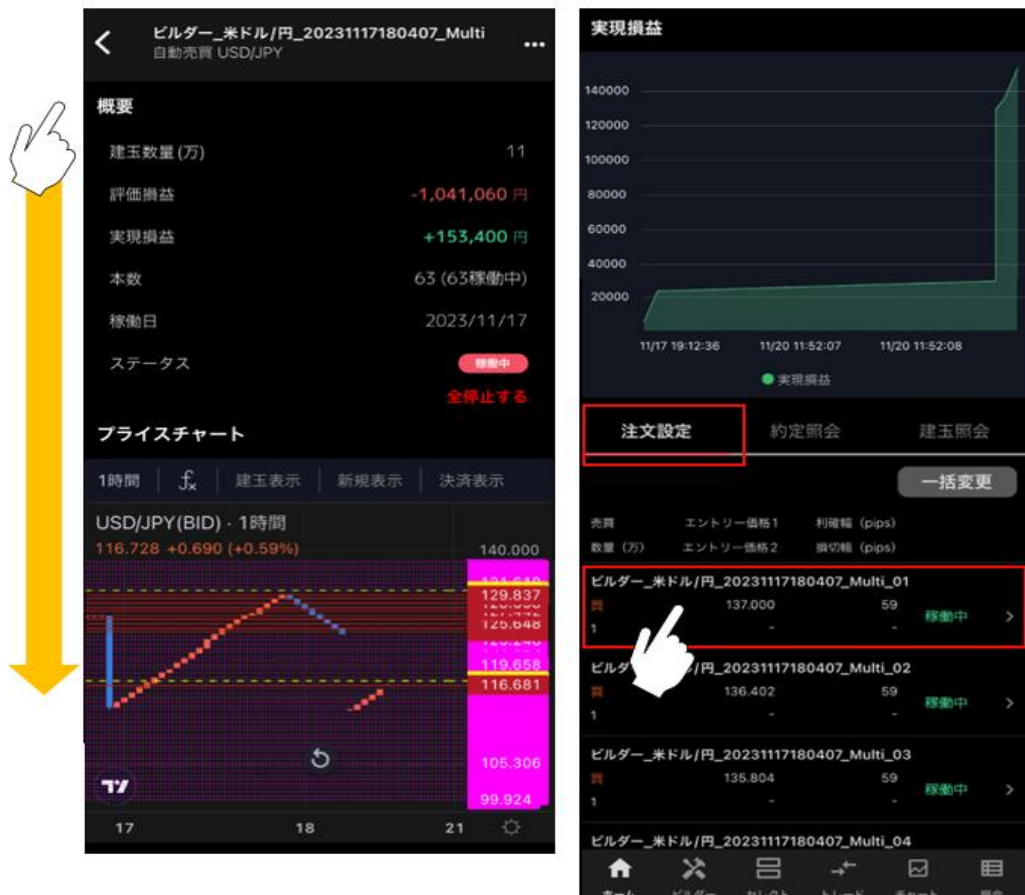 ビルダー_米ドル/円_20231117180407_Multi
自動売買 USD/JPY
概要
建玉数量(万) 11
評価損益 -1,041,060 円
実現損益 +153,400 円
本数 63 (63稼働中)
稼働日 2023/11/17
ステータス 稼働中
全停止する
プライスチャート
1時間 fx 建玉表示 新規表示 決済表示
USD/JPY(BID)・1時間
116.728 +0.690 (+0.59%)
140.000
129.837
125.648
119.658
116.681
105.306
99.924
17 18 21
実現損益
140000
120000
100000
80000
60000
40000
20000
11/17 19:12:36 11/20 11:52:07 11/20 11:52:08
実現損益
注文設定 約定照会 建玉照会
一括変更
売買 エントリー価格1 利確幅 (pips)
数量 (万) エントリー価格2 損切幅 (pips)
ビルダー_米ドル/円_20231117180407_Multi_01
買 137.000 59 稼働中
1 - -
ビルダ 円_20231117180407_Multi_02
買 136.402 59 稼働中
1 - -
ビルダー_米ドル/円_20231117180407_Multi_03
買 135.804 59 稼働中
1 - -
ビルダー_米ドル/円_20231117180407_Multi_04